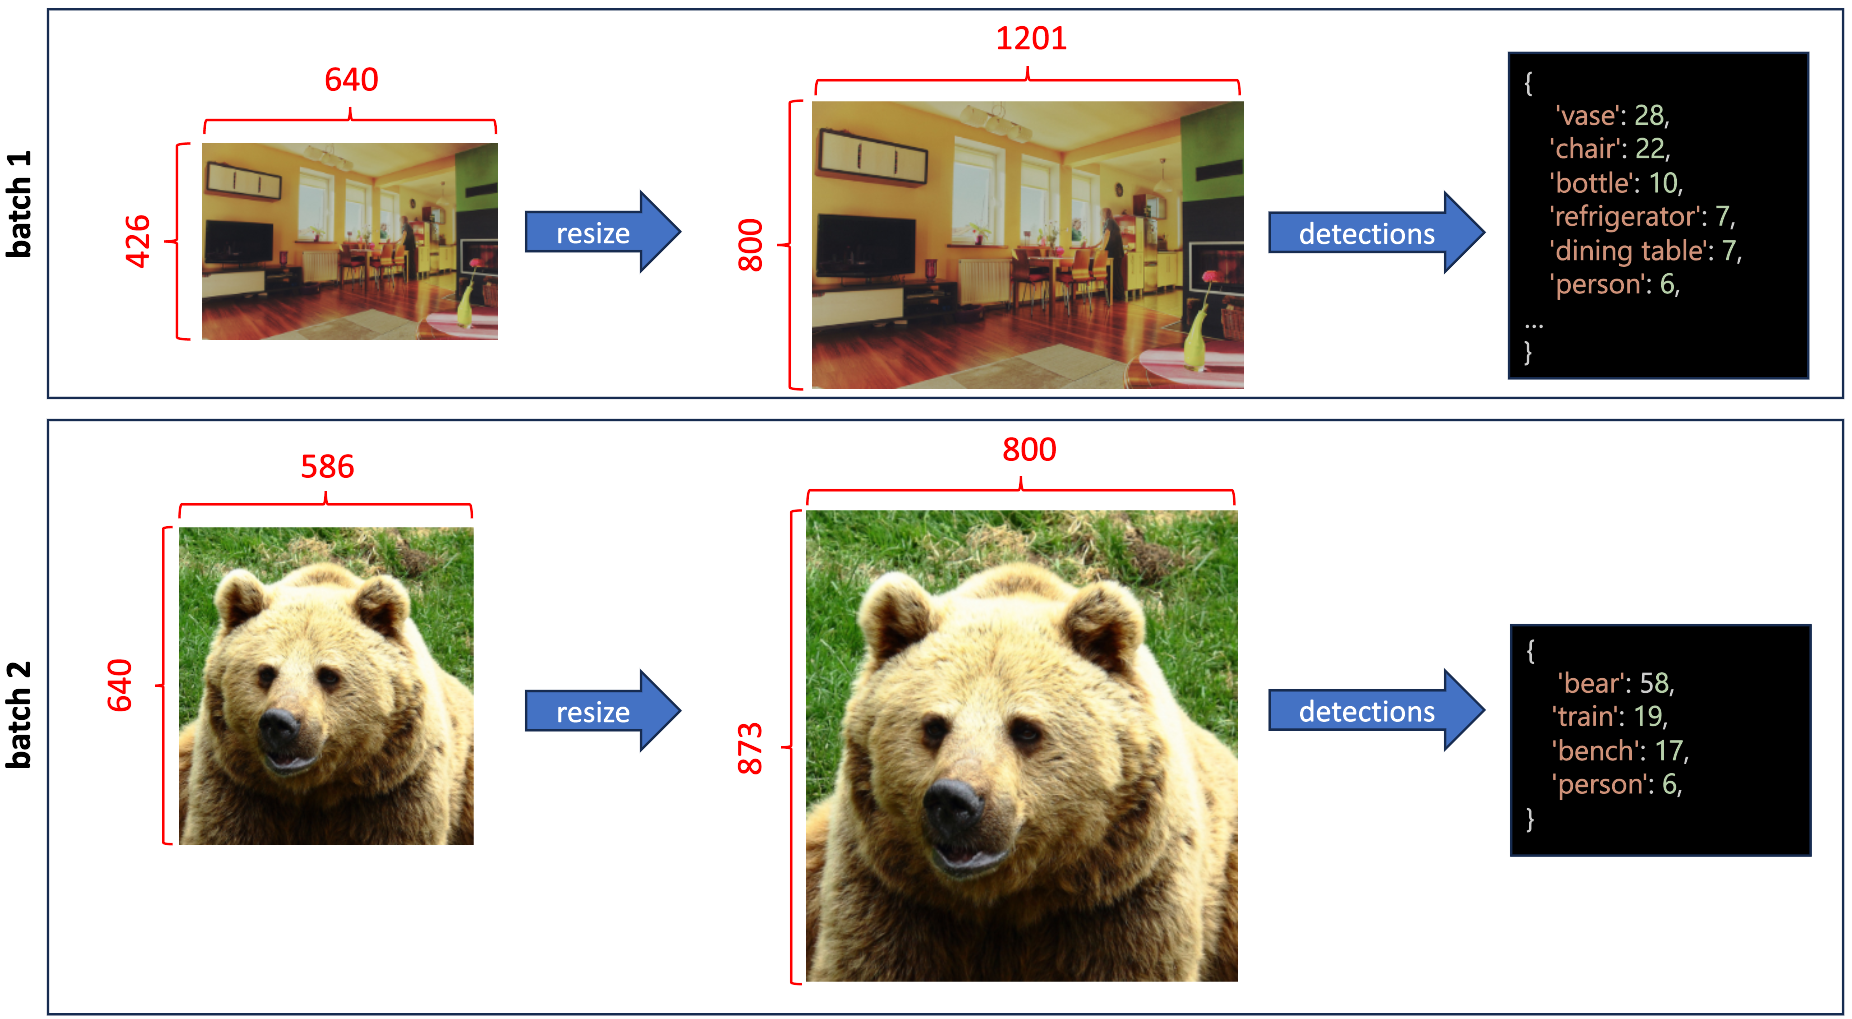 batch 1
640
426
resize
1201
800
detections
{
'vase': 28,
'chair': 22,
'bottle': 10,
'refrigerator': 7,
'dining table': 7,
'person': 6,
...
}
batch 2
586
640
resize
800
873
detections
{
'bear': 58,
'train': 19,
'bench': 17,
'person': 6,
}